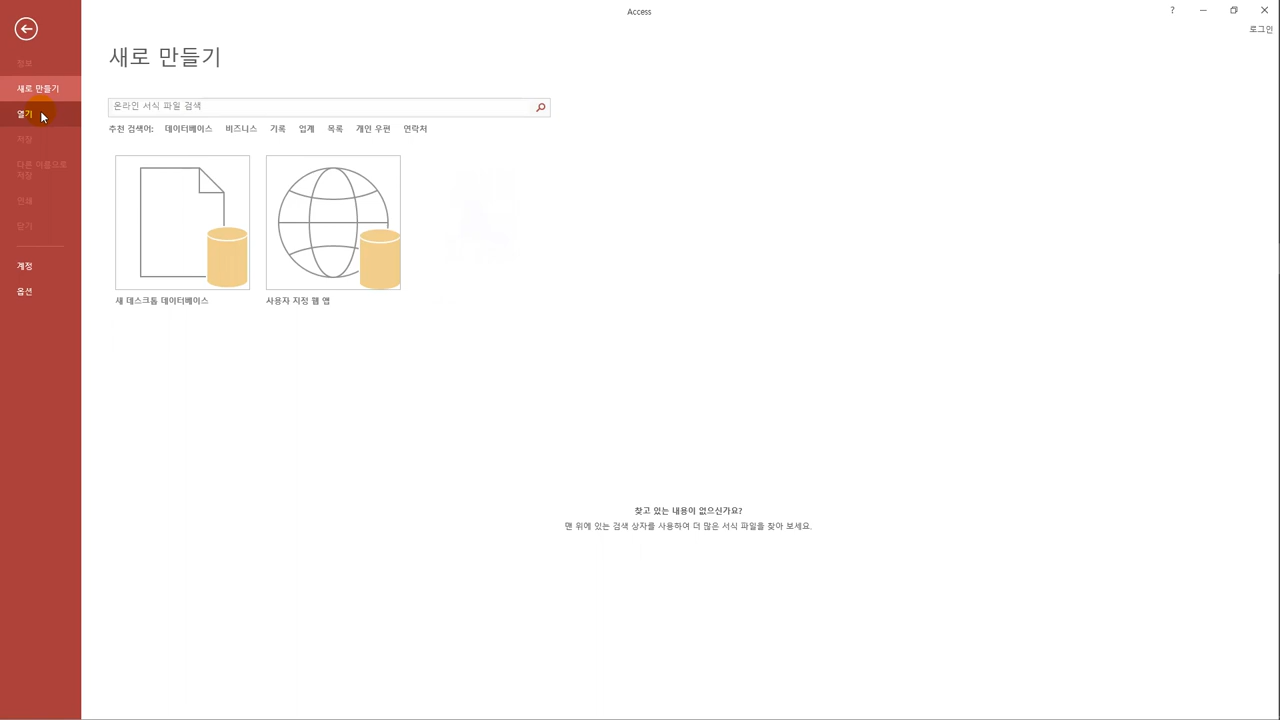 Access
?
로그인
정보
새로 만들기
열기
저장
다른 이름으로
저장
인쇄
닫기
계정
옵션
새로 만들기
온라인 서식 파일 검색
추천 검색어: 데이터베이스 비즈니스 기록 업계 목록 개인 우편 연락처
새 데스크톱 데이터베이스
사용자 지정 웹 앱
찾고 있는 내용이 없으신가요?
맨 위에 있는 검색 상자를 사용하여 더 많은 서식 파일을 찾아 보세요.